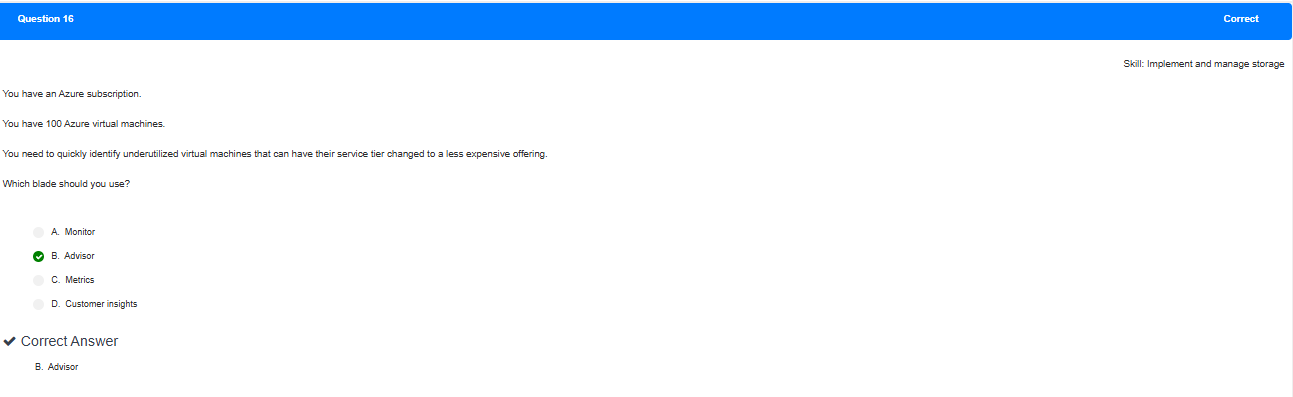 Question 16
Correct
Skill: Implement and manage storage
You have an Azure subscription.
You have 100 Azure virtual machines.
You need to quickly identify underutilized virtual machines that can have their service tier changed to a less expensive offering.
Which blade should you use?
A. Monitor
B. Advisor
C. Metrics
D. Customer insights
Correct Answer
B. Advisor